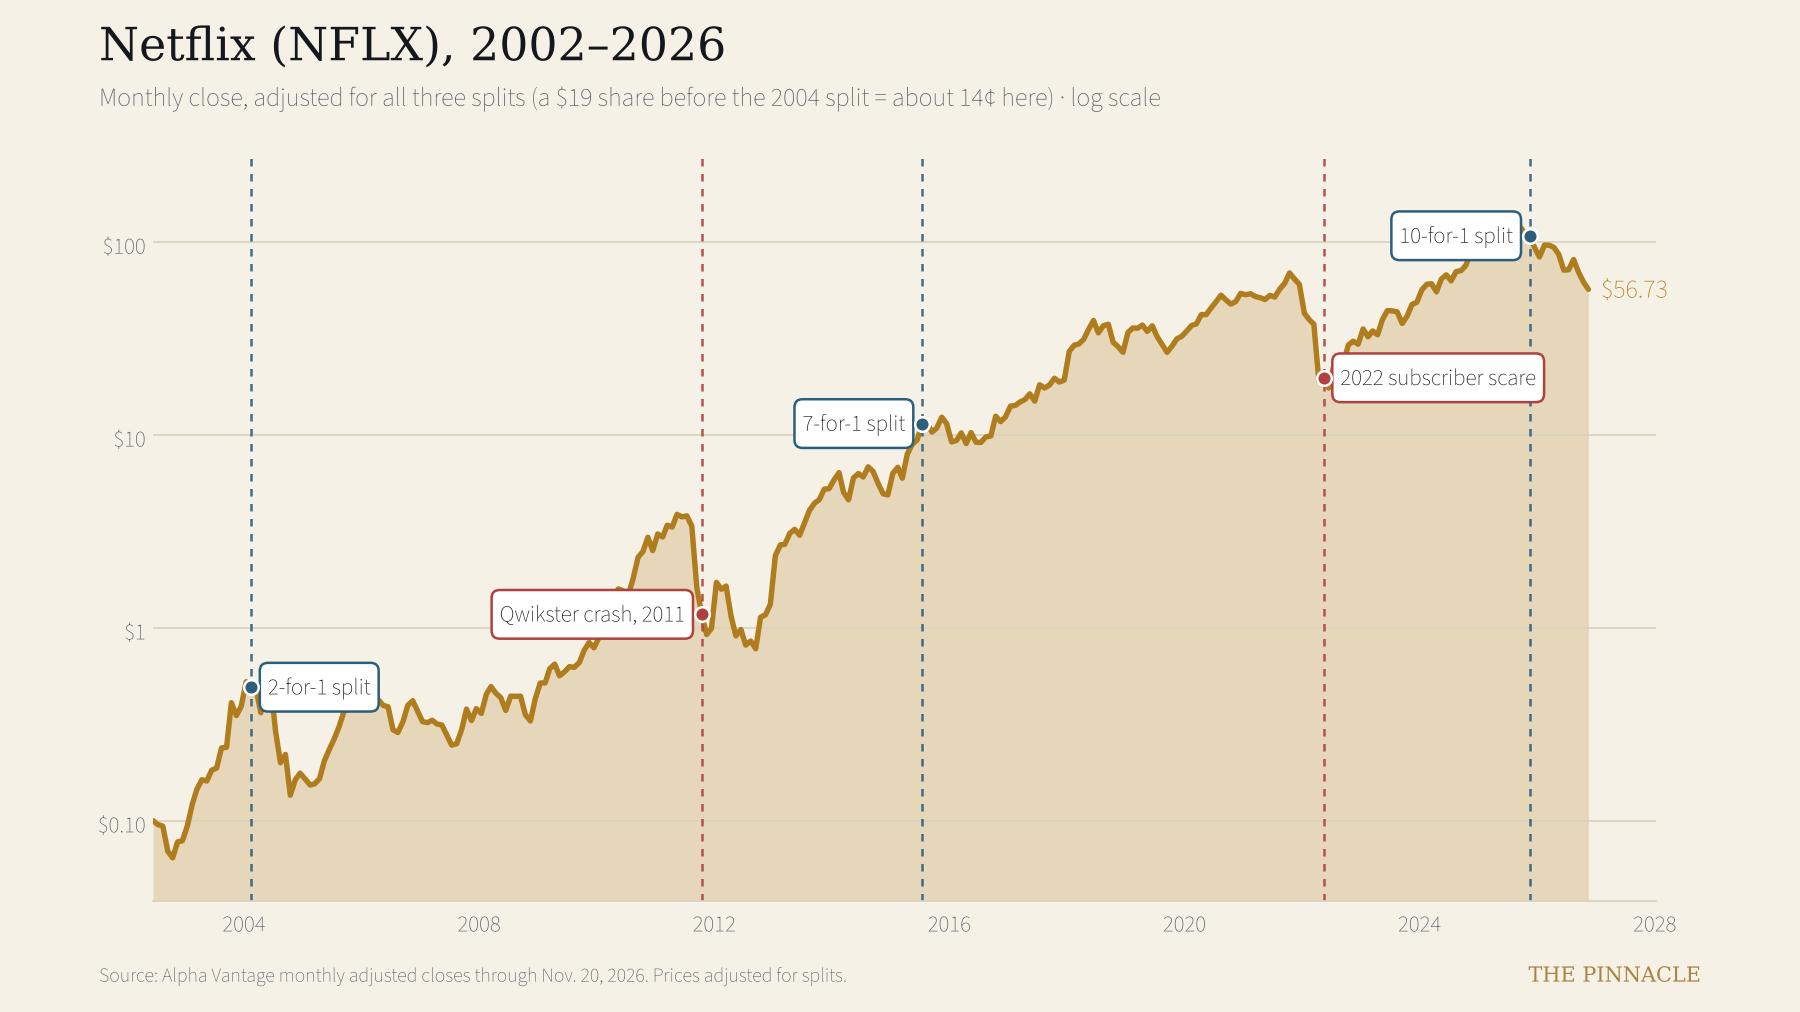 Netflix (NFLX), 2002–2026
Monthly close, adjusted for all three splits (a $19 share before the 2004 split = about 14¢ here) · log scale
10-for-1 split
$100
$56.73
2022 subscriber scare
7-for-1 split
$10
Qwikster crash, 2011
$1
2-for-1 split
$0.10
2004 2008 2012 2016 2020 2024 2028
Source: Alpha Vantage monthly adjusted closes through Nov. 20, 2026. Prices adjusted for splits.
THE PINNACLE